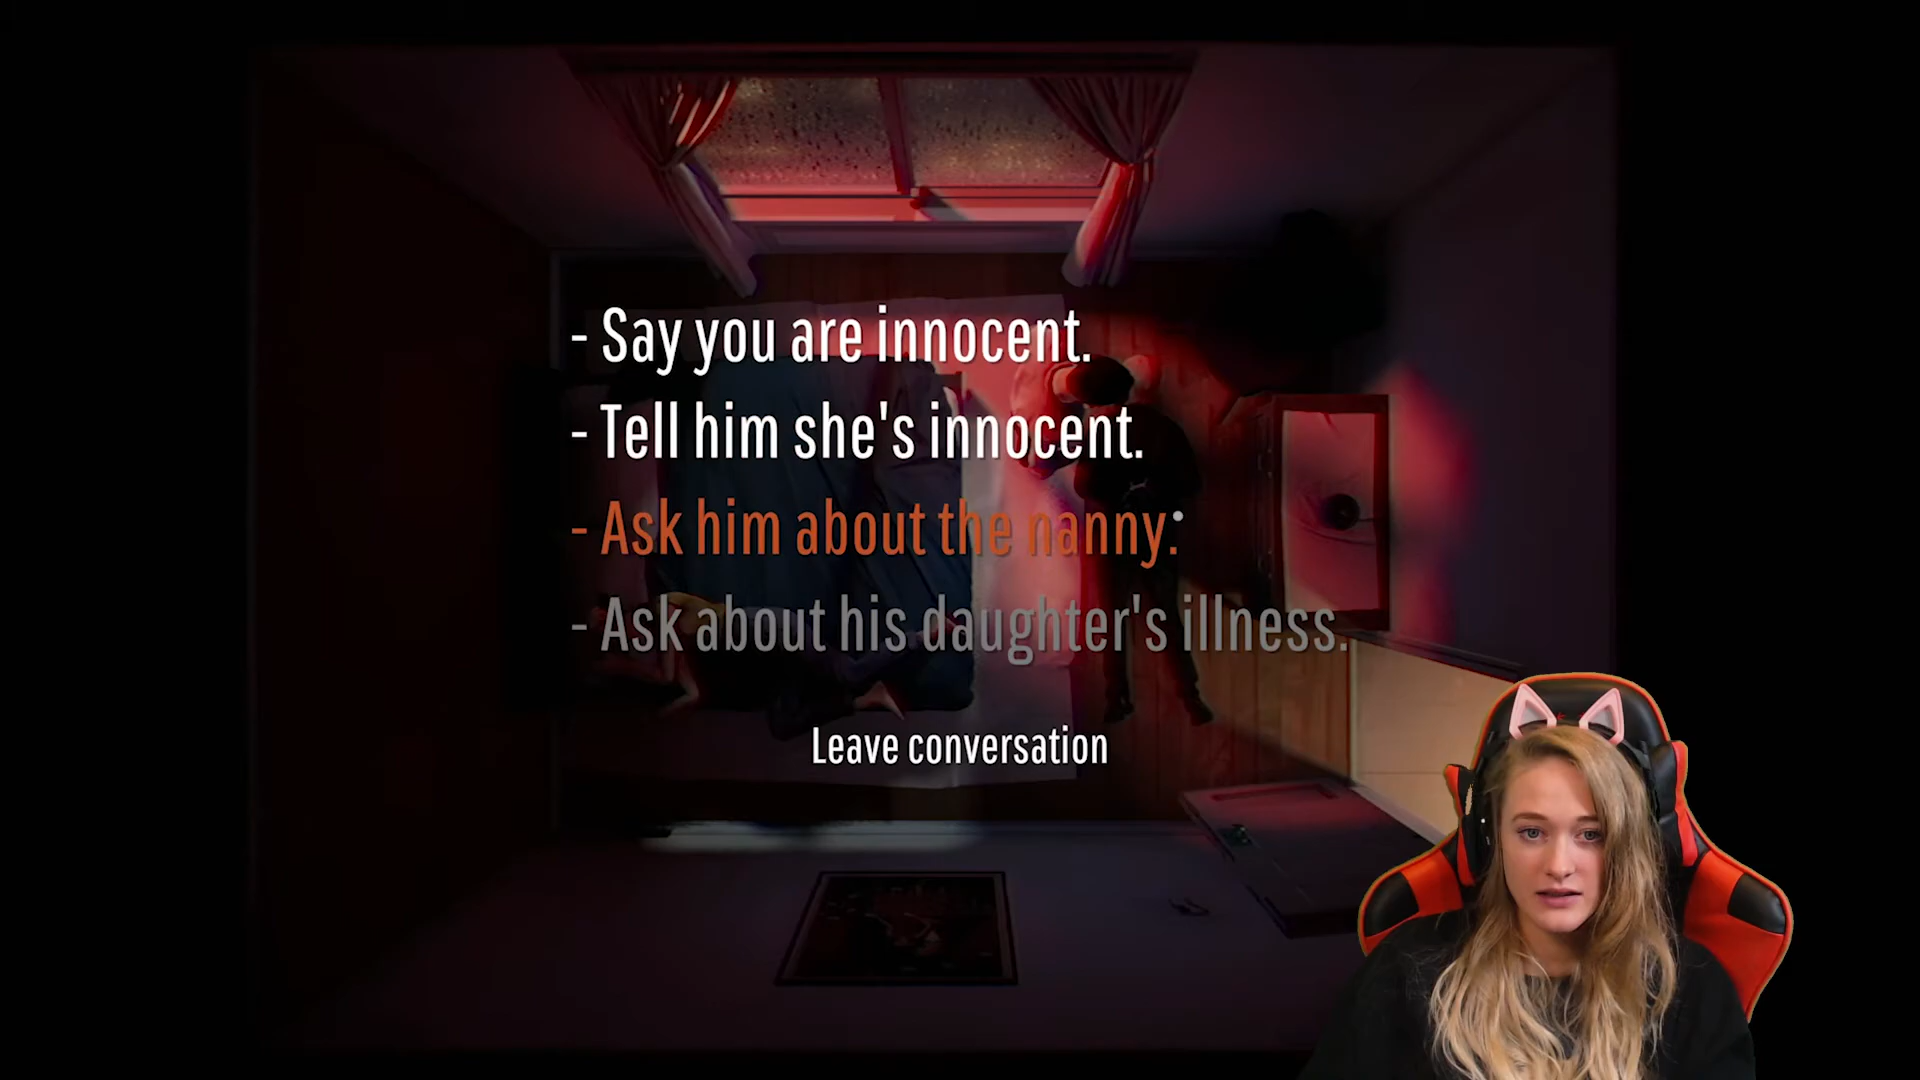 - Say you are innocent.
- Tell him she's innocent.
- Ask him about the nanny.
- Ask about his daughter's illness.
Leave conversation